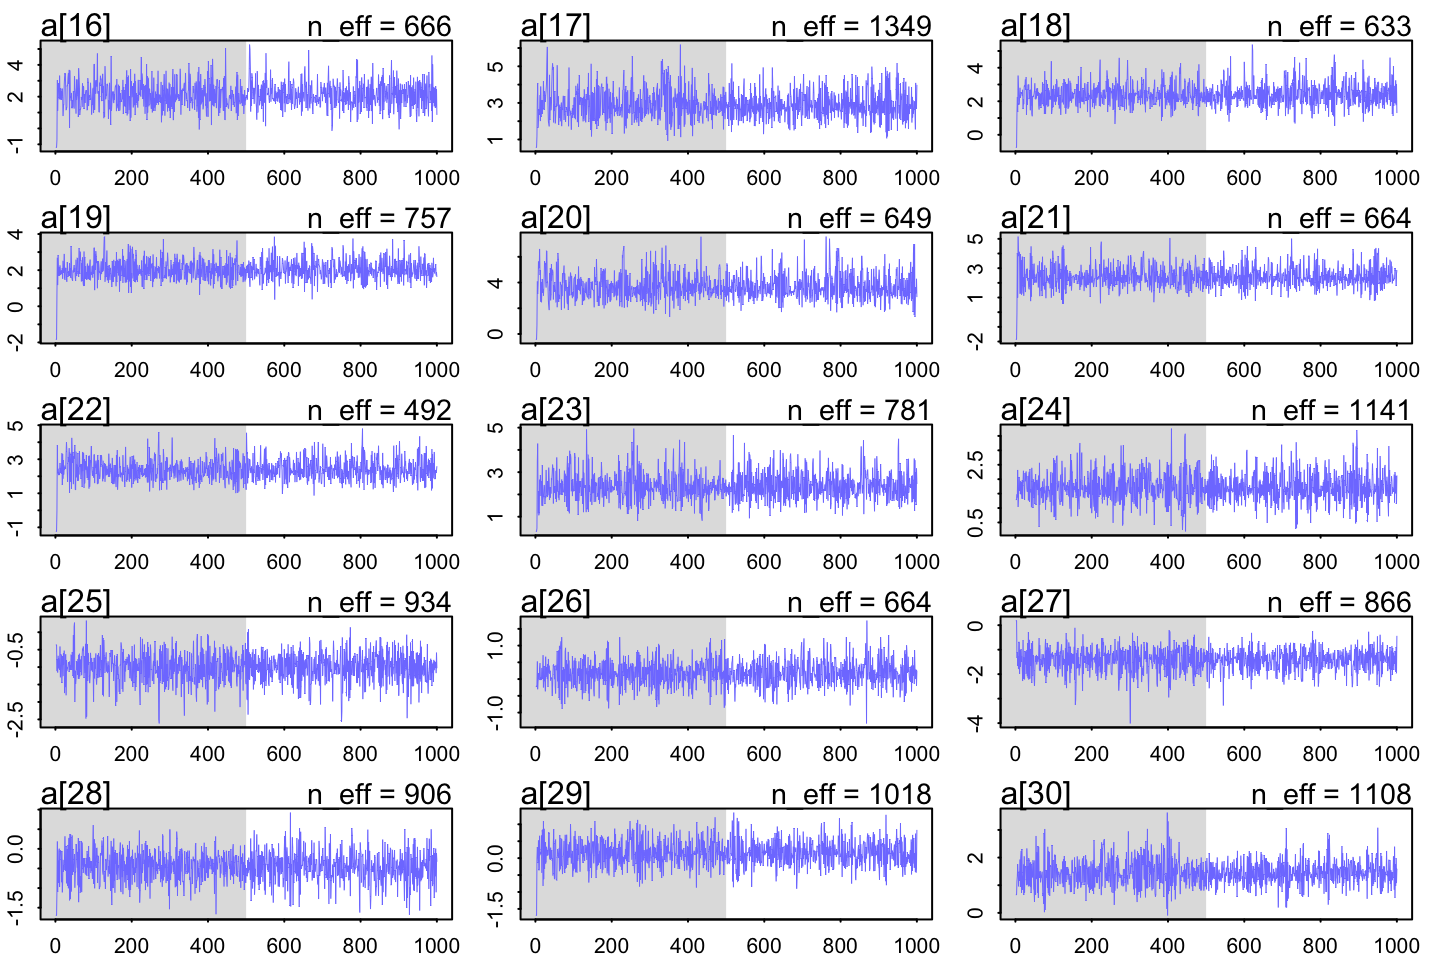 a[16] n_eff = 666 a[17] n_eff = 1349 a[18] n_eff = 633
4 2 -1 5 3 1 4 2 0
0 200 400 600 800 1000 0 200 400 600 800 1000 0 200 400 600 800 1000
a[19] n_eff = 757 a[20] n_eff = 649 a[21] n_eff = 664
4 2 0 -2 4 0 5 3 1 -2
0 200 400 600 800 1000 0 200 400 600 800 1000 0 200 400 600 800 1000
a[22] n_eff = 492 a[23] n_eff = 781 a[24] n_eff = 1141
5 3 1 -1 5 3 1 2.5 0.5
0 200 400 600 800 1000 0 200 400 600 800 1000 0 200 400 600 800 1000
a[25] n_eff = 934 a[26] n_eff = 664 a[27] n_eff = 866
-0.5 -2.5 1.0 -1.0 0 -2 -4
0 200 400 600 800 1000 0 200 400 600 800 1000 0 200 400 600 800 1000
a[28] n_eff = 906 a[29] n_eff = 1018 a[30] n_eff = 1108
0.0 -1.5 0.0 -1.5 2 0
0 200 400 600 800 1000 0 200 400 600 800 1000 0 200 400 600 800 1000